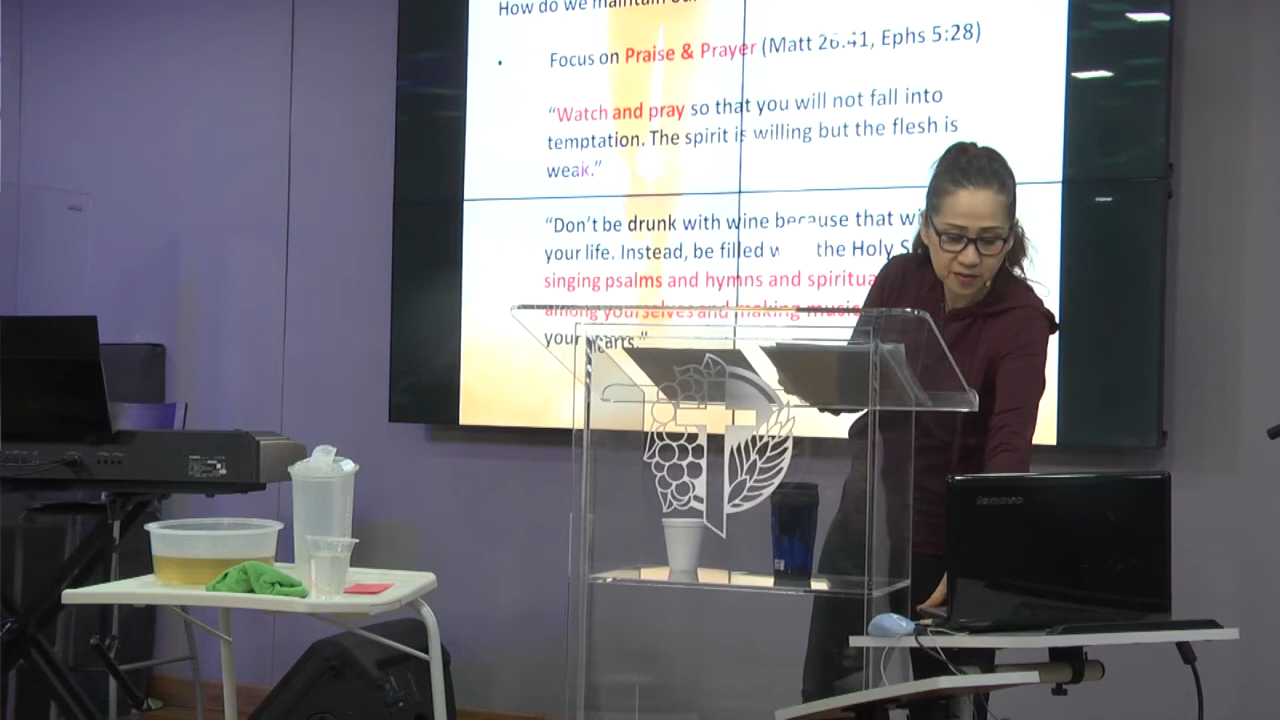 How do we maintain our
• Focus on Praise & Prayer (Matt 26:41, Ephs 5:28)
“Watch and pray so that you will not fall into
temptation. The spirit is willing but the flesh is
weak.”
“Don’t be drunk with wine because that
your life. Instead, be filled the Holy
singing psalms and hymns and
among yourselves and making music
your hearts.”
lenovo